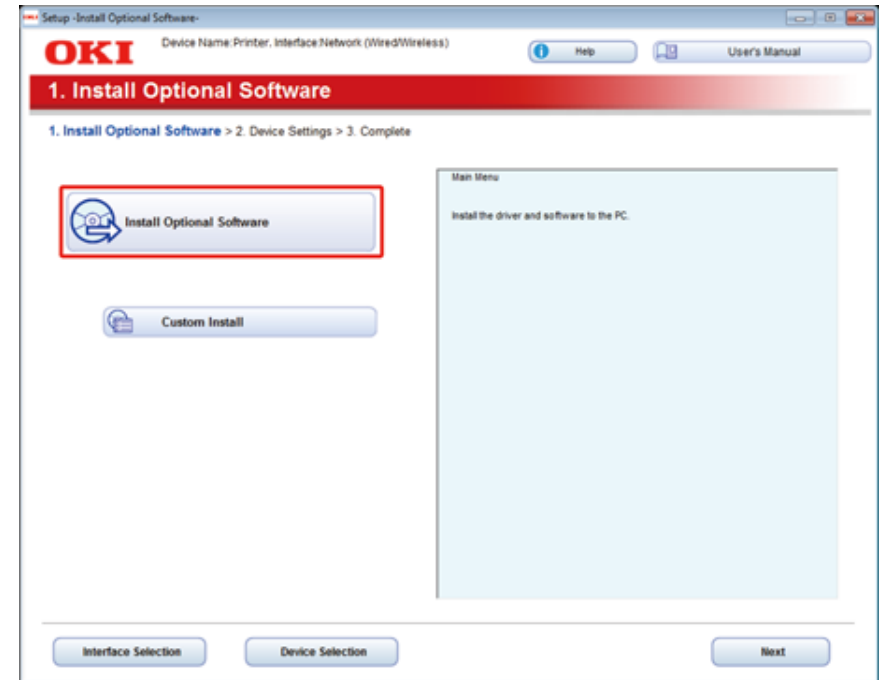 Setup -Install Optional Software-
OKI
Device Name:Printer, Interface:Network (Wired/Wireless)
Help
User's Manual
1. Install Optional Software
1. Install Optional Software > 2. Device Settings > 3. Complete
Main Menu
Install Optional Software
Install the driver and software to the PC.
Custom Install
Interface Selection
Device Selection
Next